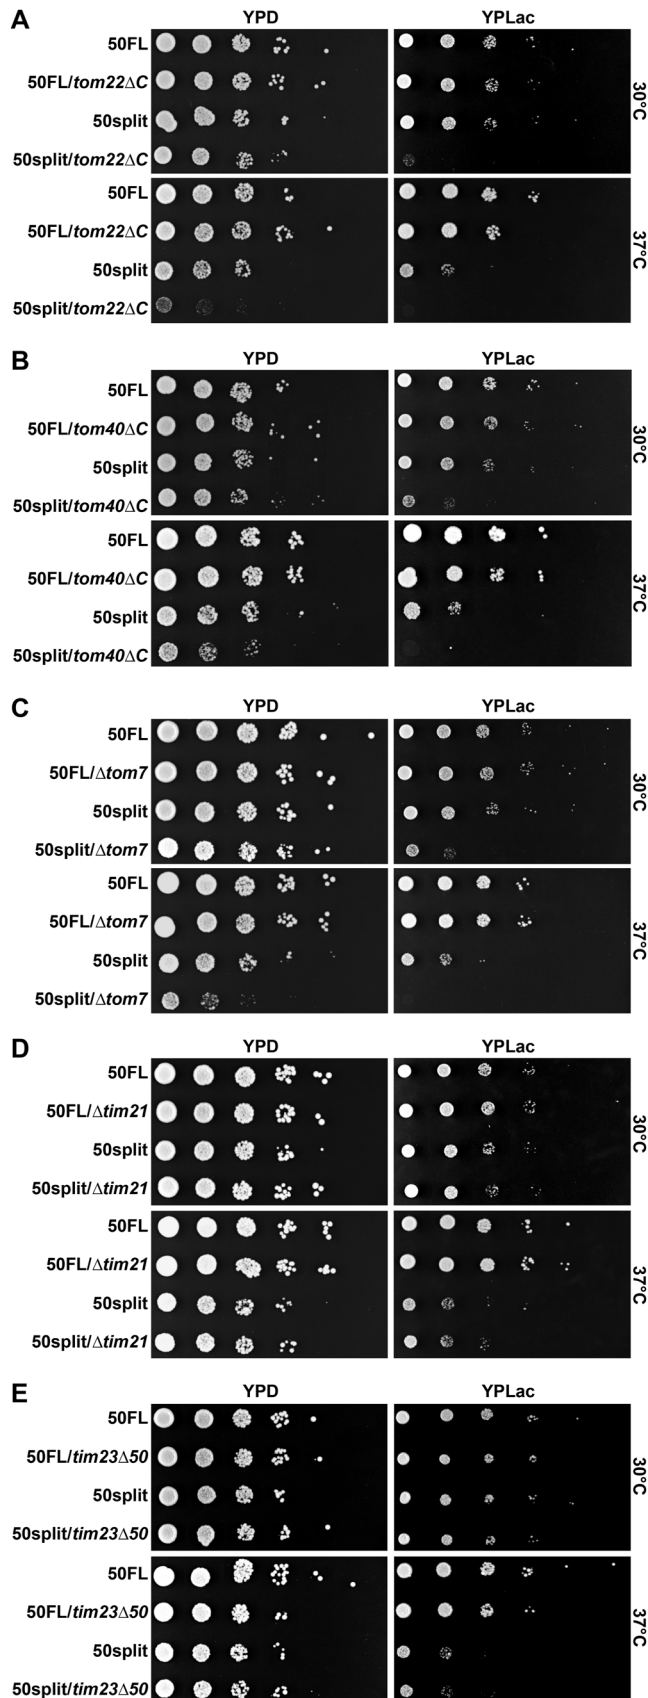 A
YPD YPLac
50FL
50FL/tom22ΔC
50split
50split/tom22ΔC
30°C
50FL
50FL/tom22ΔC
50split
50split/tom22ΔC
37°C
B
YPD YPLac
50FL
50FL/tom40ΔC
50split
50split/tom40ΔC
30°C
50FL
50FL/tom40ΔC
50split
50split/tom40ΔC
37°C
C
YPD YPLac
50FL
50FL/Δtom7
50split
50split/Δtom7
30°C
50FL
50FL/Δtom7
50split
50split/Δtom7
37°C
D
YPD YPLac
50FL
50FL/Δtim21
50split
50split/Δtim21
30°C
50FL
50FL/Δtim21
50split
50split/Δtim21
37°C
E
YPD YPLac
50FL
50FL/tim23Δ50
50split
50split/tim23Δ50
30°C
50FL
50FL/tim23Δ50
50split
50split/tim23Δ50
37°C